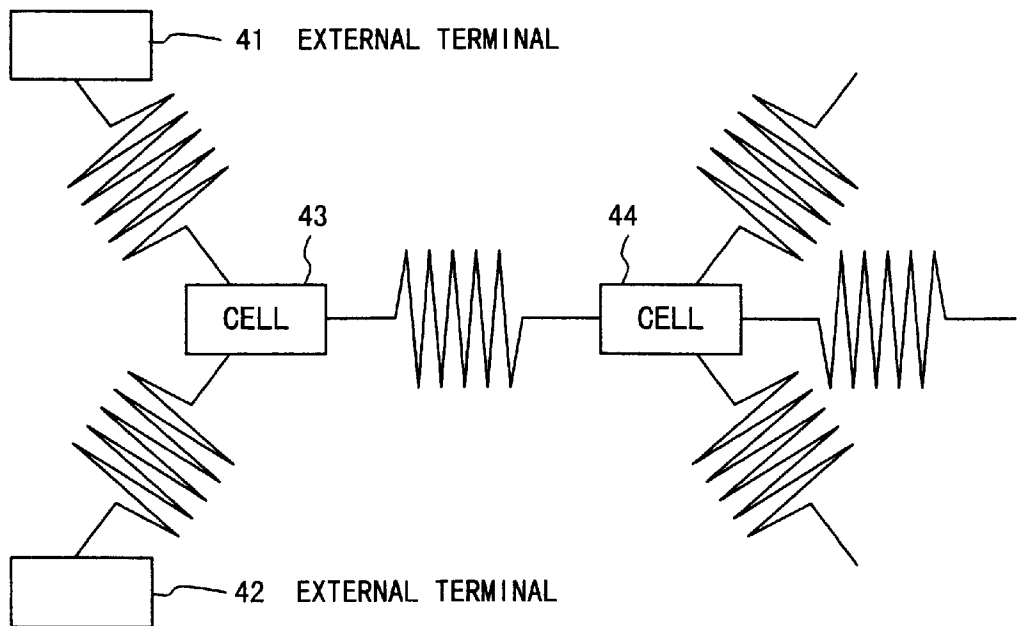 41 EXTERNAL TERMINAL
43
44
CELL
CELL
42 EXTERNAL TERMINAL